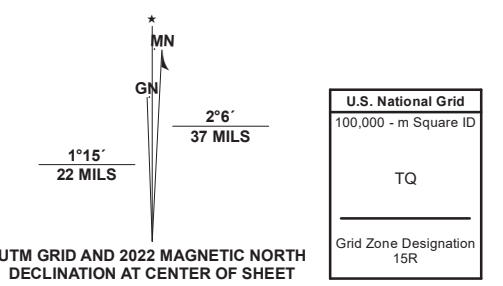 ★
MN
GN
2°6´
37 MILS
1°15´
22 MILS
UTM GRID AND 2022 MAGNETIC NORTH
DECLINATION AT CENTER OF SHEET
U.S. National Grid
100,000 - m Square ID
TQ
Grid Zone Designation
15R